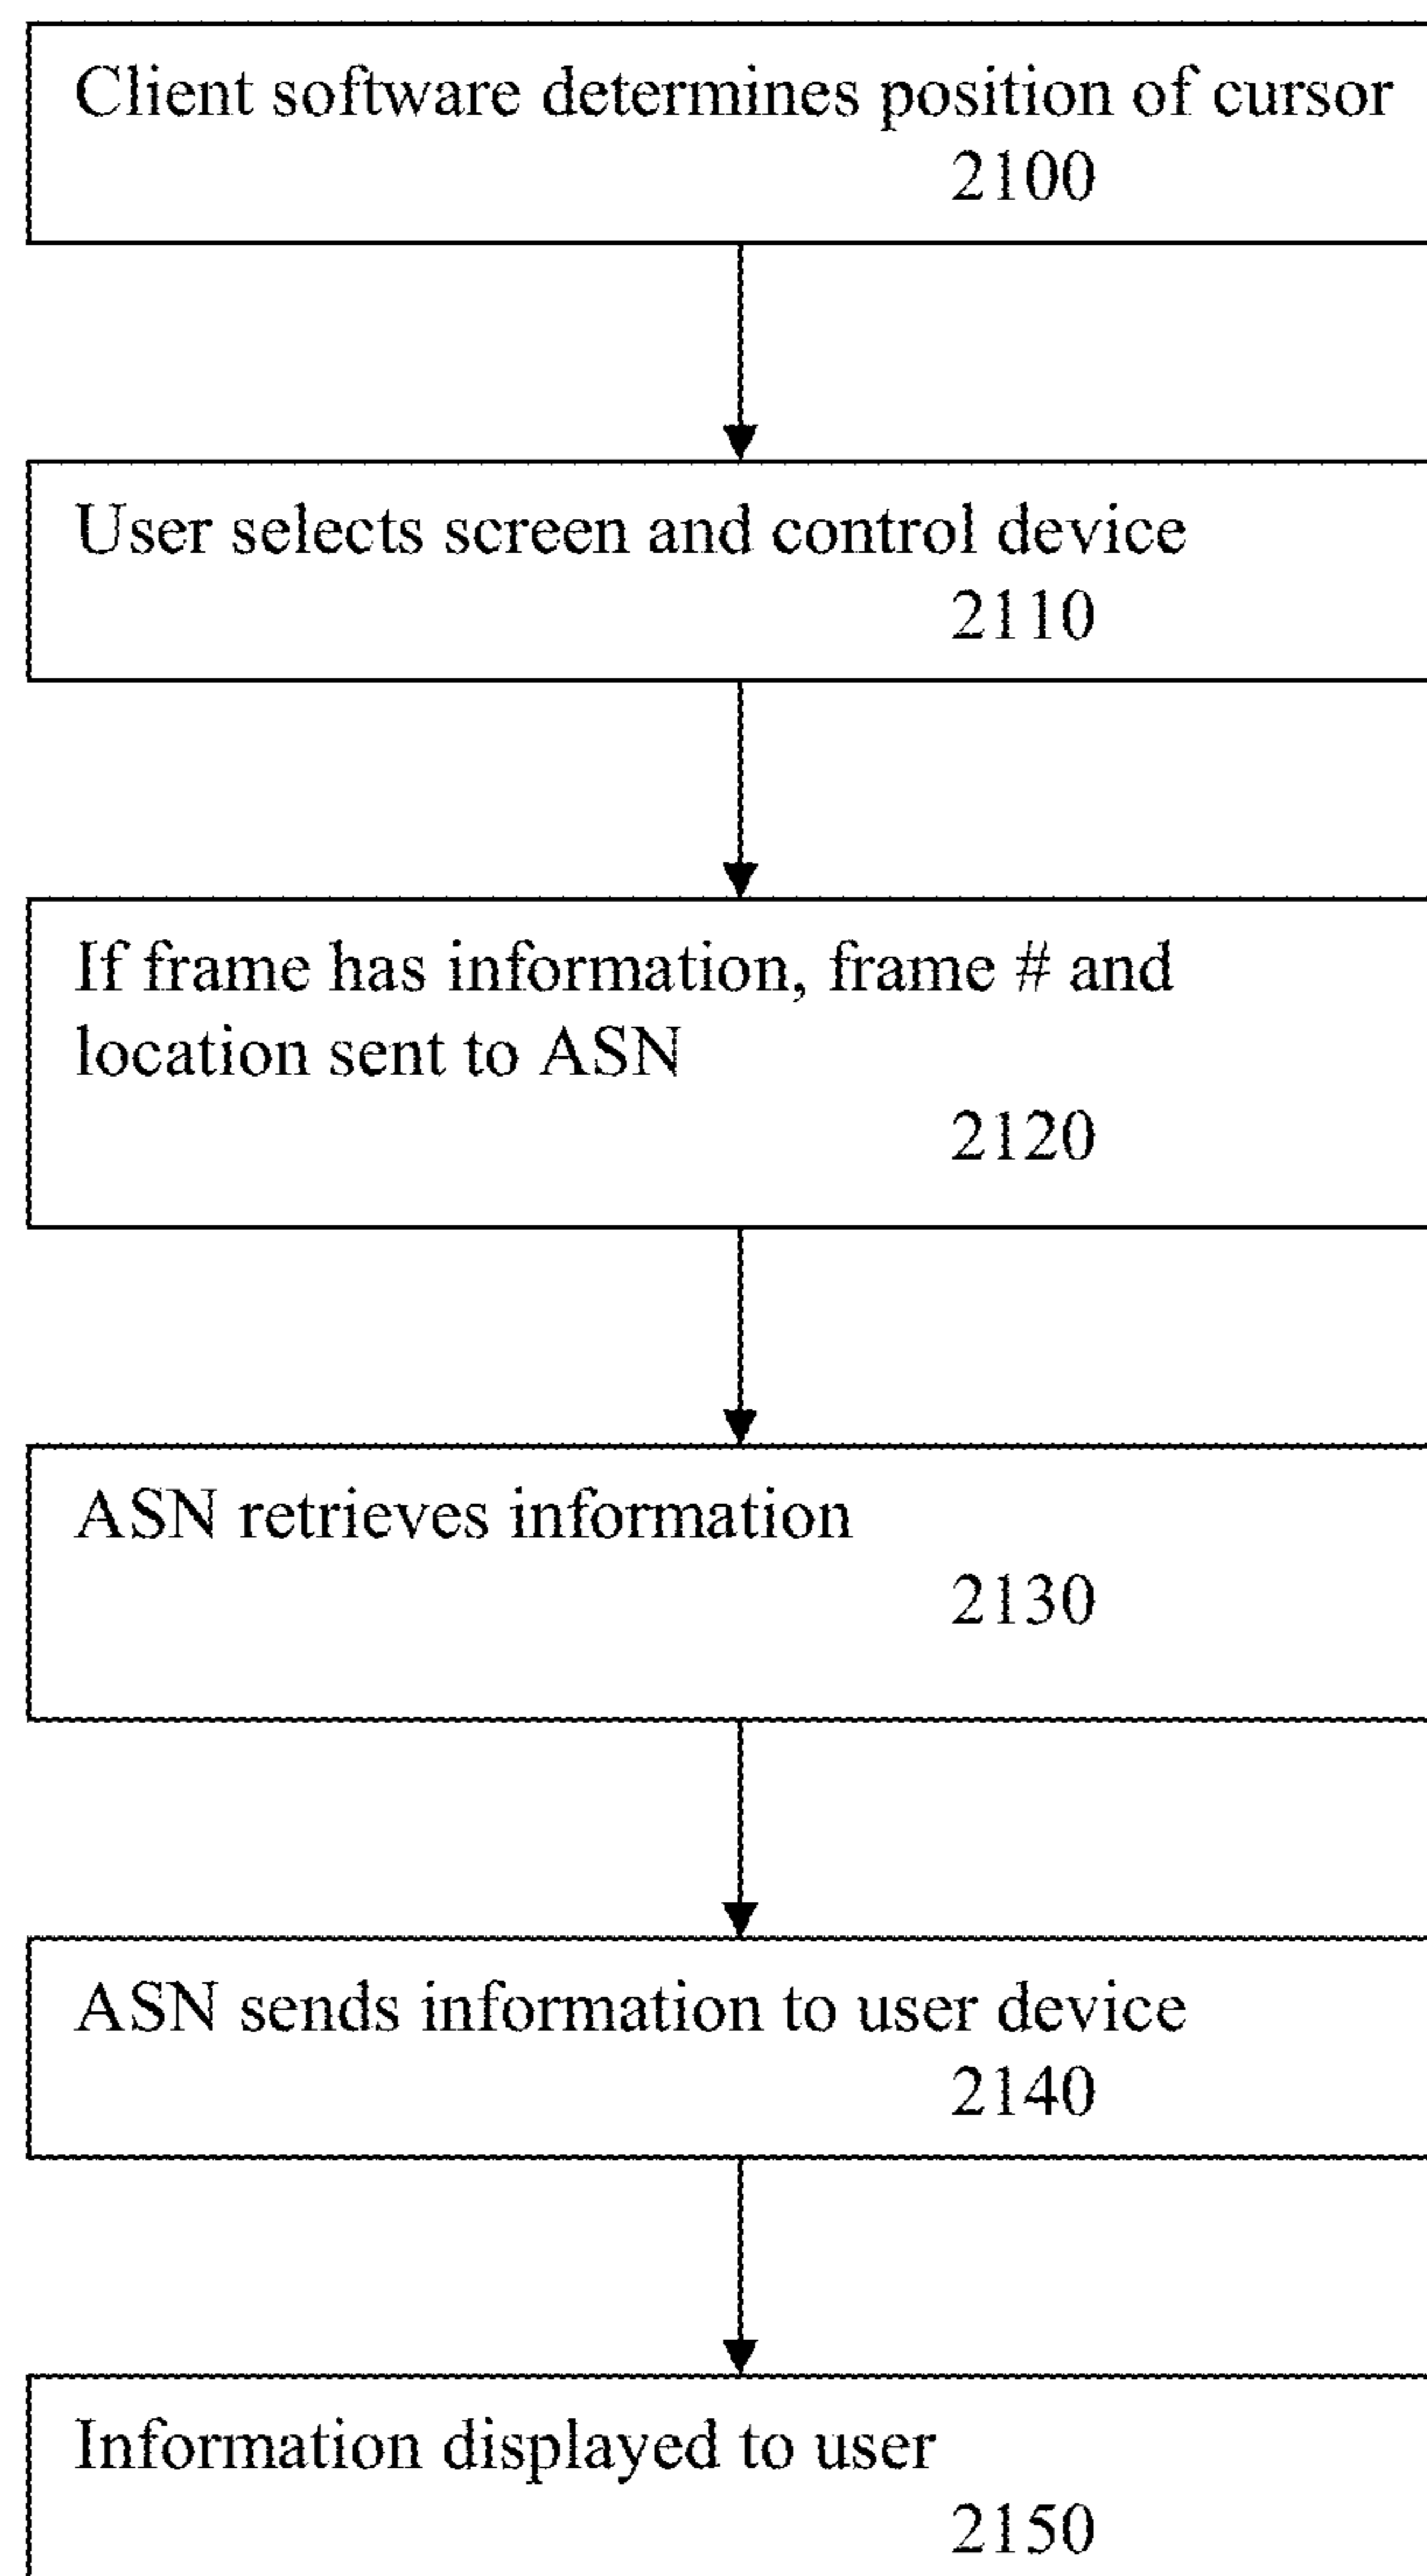 Client software determines position of cursor
2100
User selects screen and control device
2110
If frame has information, frame # and
location sent to ASN
2120
ASN retrieves information
2130
ASN sends information to user device
2140
Information displayed to user
2150